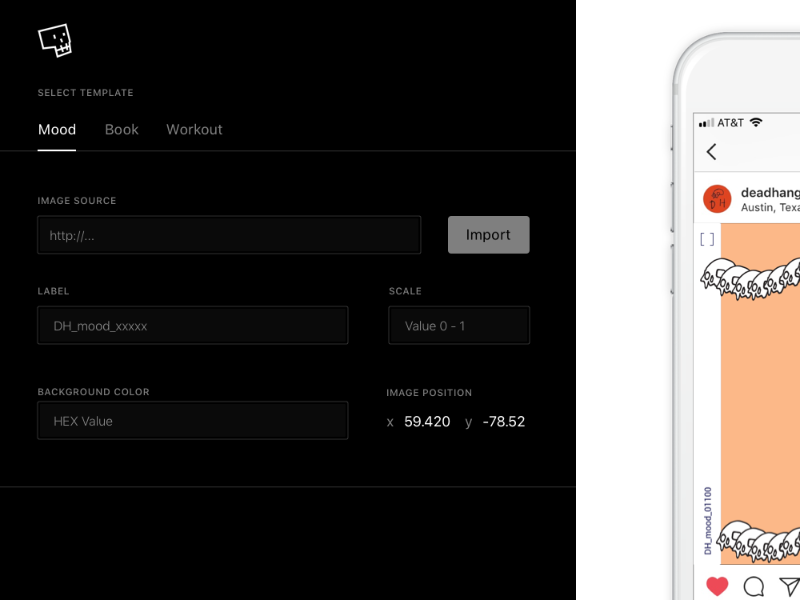 SELECT TEMPLATE
Mood Book Workout
IMAGE SOURCE
http://...
Import
LABEL
SCALE
DH_mood_xxxxx
Value 0 - 1
BACKGROUND COLOR
IMAGE POSITION
HEX Value
x 59.420 y -78.52
AT&T
deadhang
Austin, Texa
[ ]
DH_mood_01100
D H